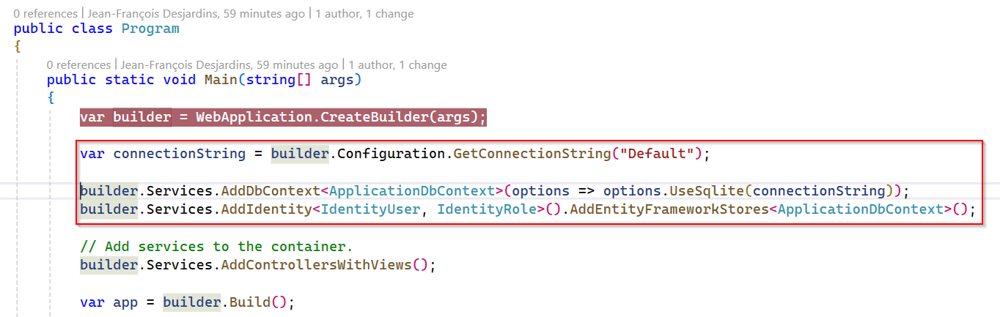 0 references | Jean-François Desjardins, 59 minutes ago | 1 author, 1 change
public class Program
{
0 references | Jean-François Desjardins, 59 minutes ago | 1 author, 1 change
public static void Main(string[] args)
{
var builder = WebApplication.CreateBuilder(args);
var connectionString = builder.Configuration.GetConnectionString("Default");
builder.Services.AddDbContext<ApplicationDbContext>(options => options.UseSqlite(connectionString));
builder.Services.AddIdentity<IdentityUser, IdentityRole>().AddEntityFrameworkStores<ApplicationDbContext>();
// Add services to the container.
builder.Services.AddControllersWithViews();
var app = builder.Build();